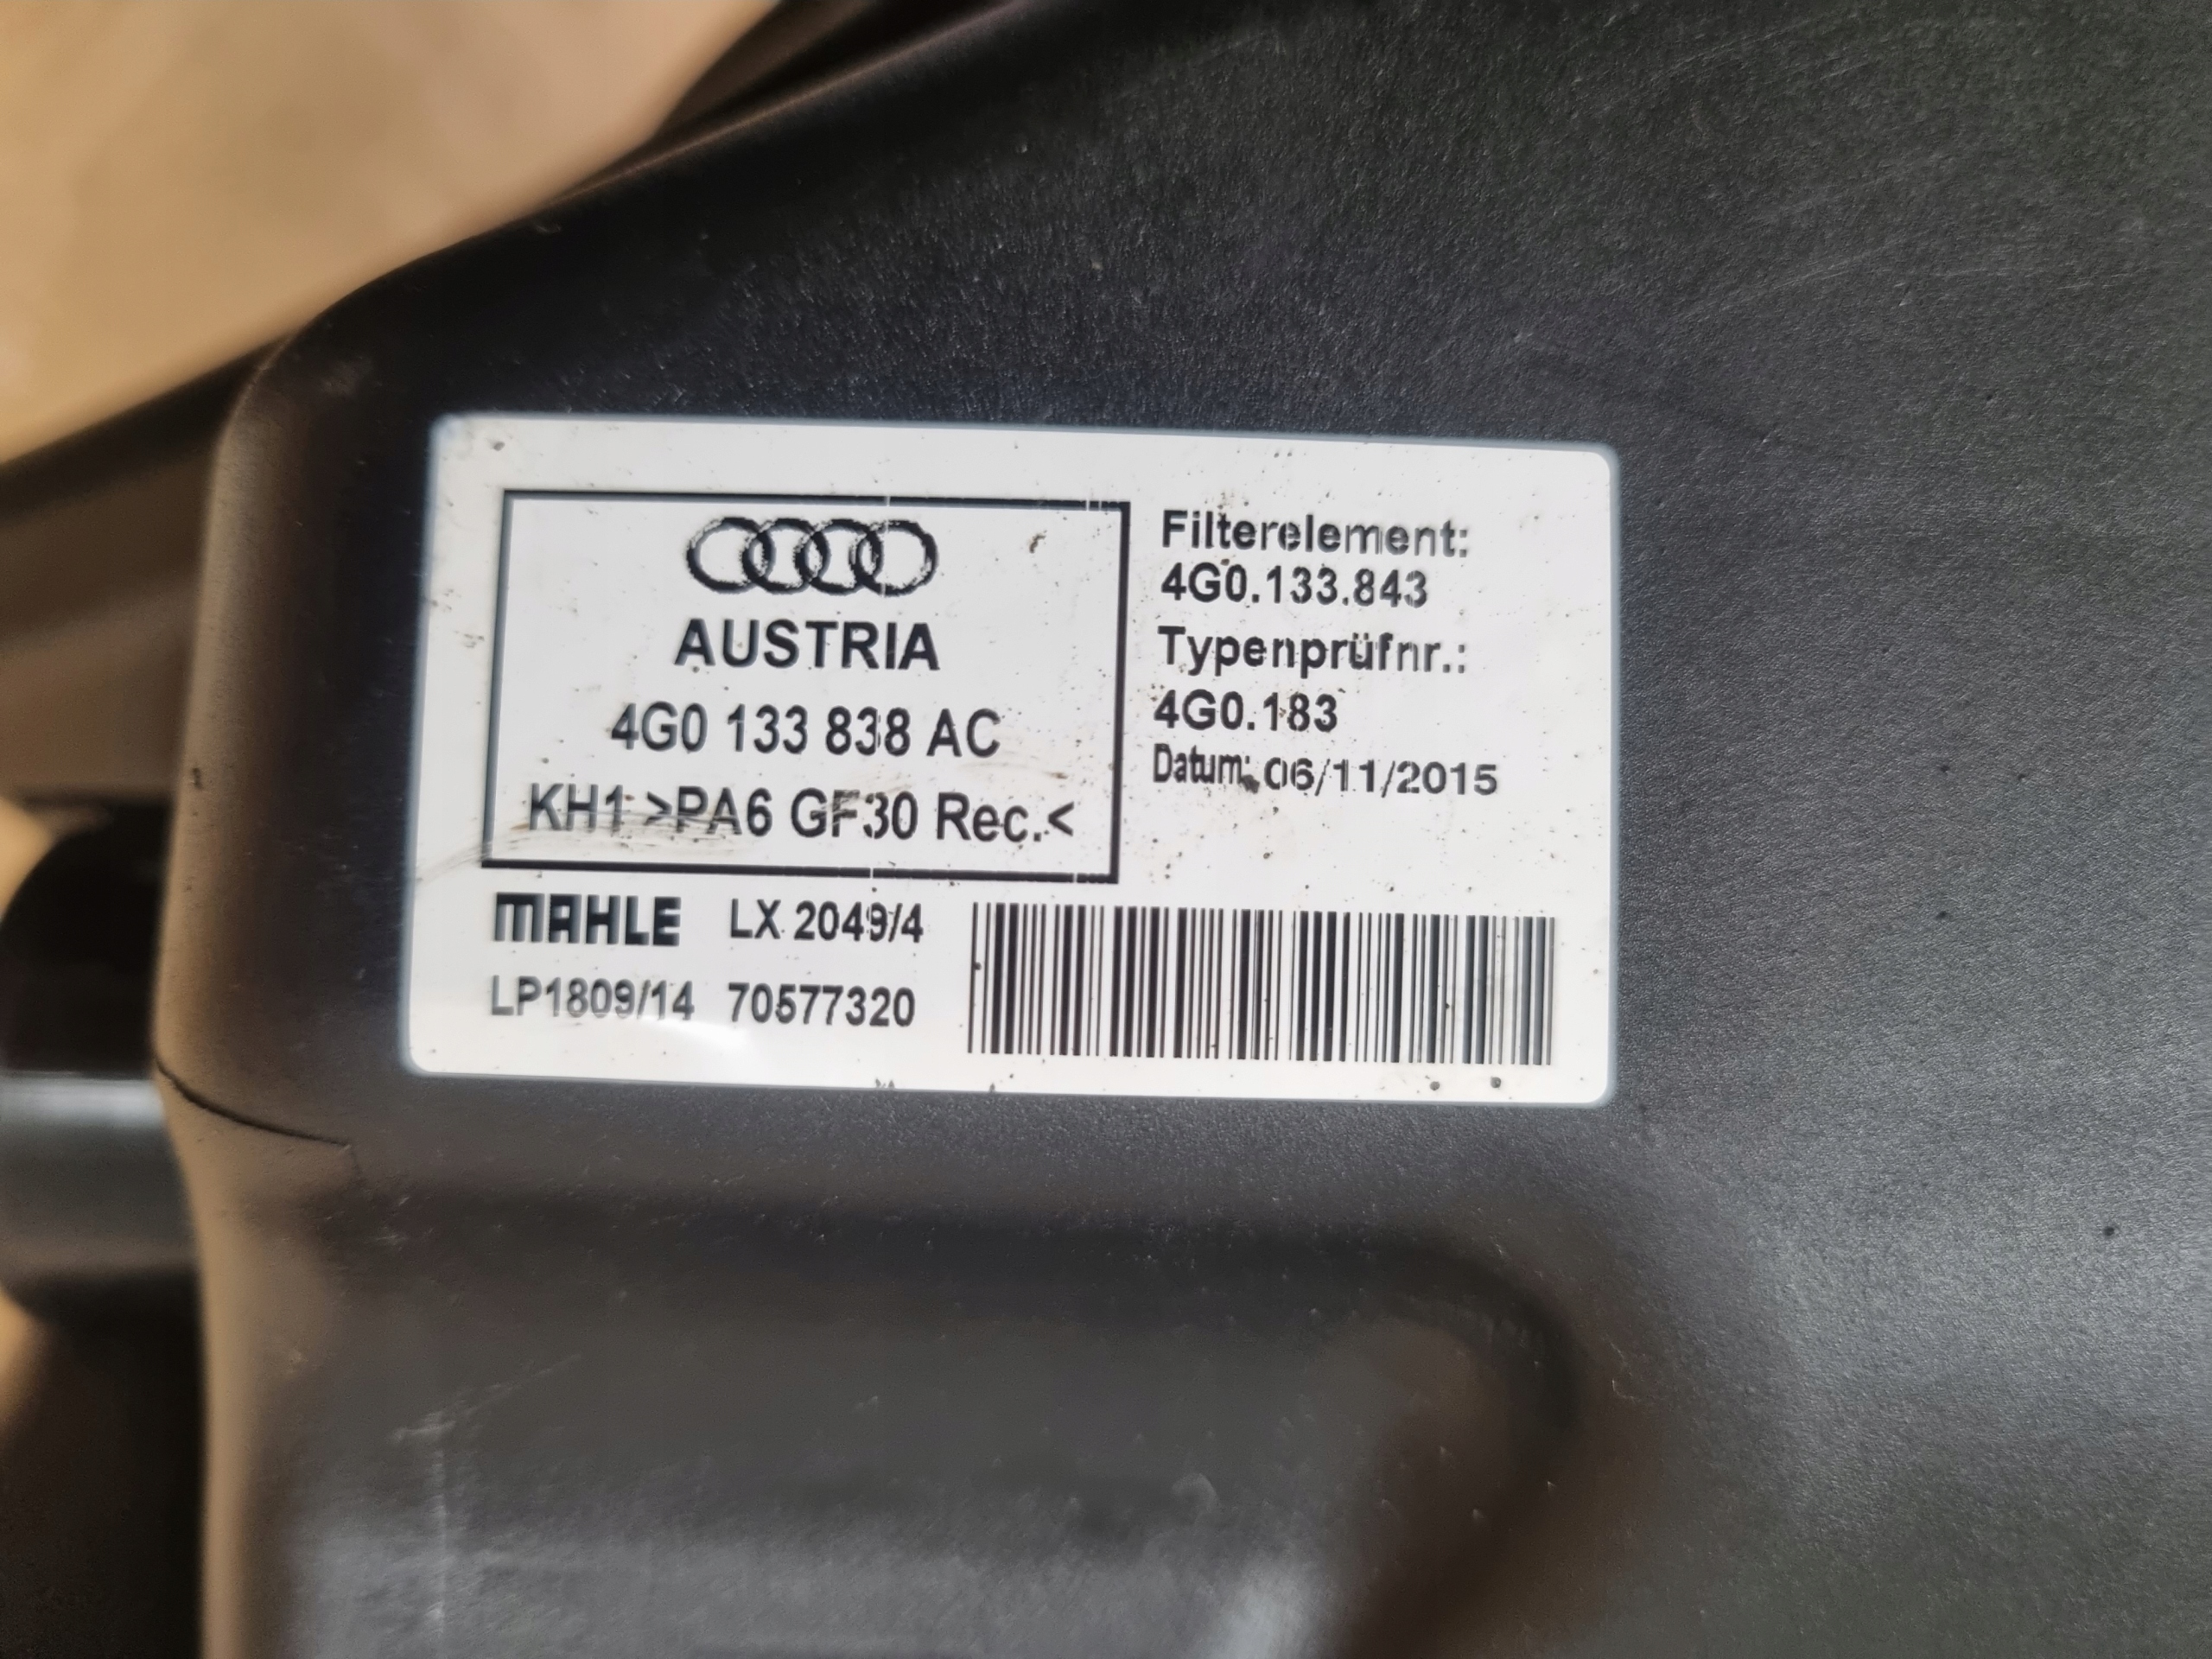 AUSTRIA
4G0 133 838 AC
KH1 >PA6 GF30 Rec.<
Filterelement:
4G0.133.843
Typenprüfnr.:
4G0.183
Datum: 06/11/2015
MAHLE LX 2049/4
LP1809/14 70577320